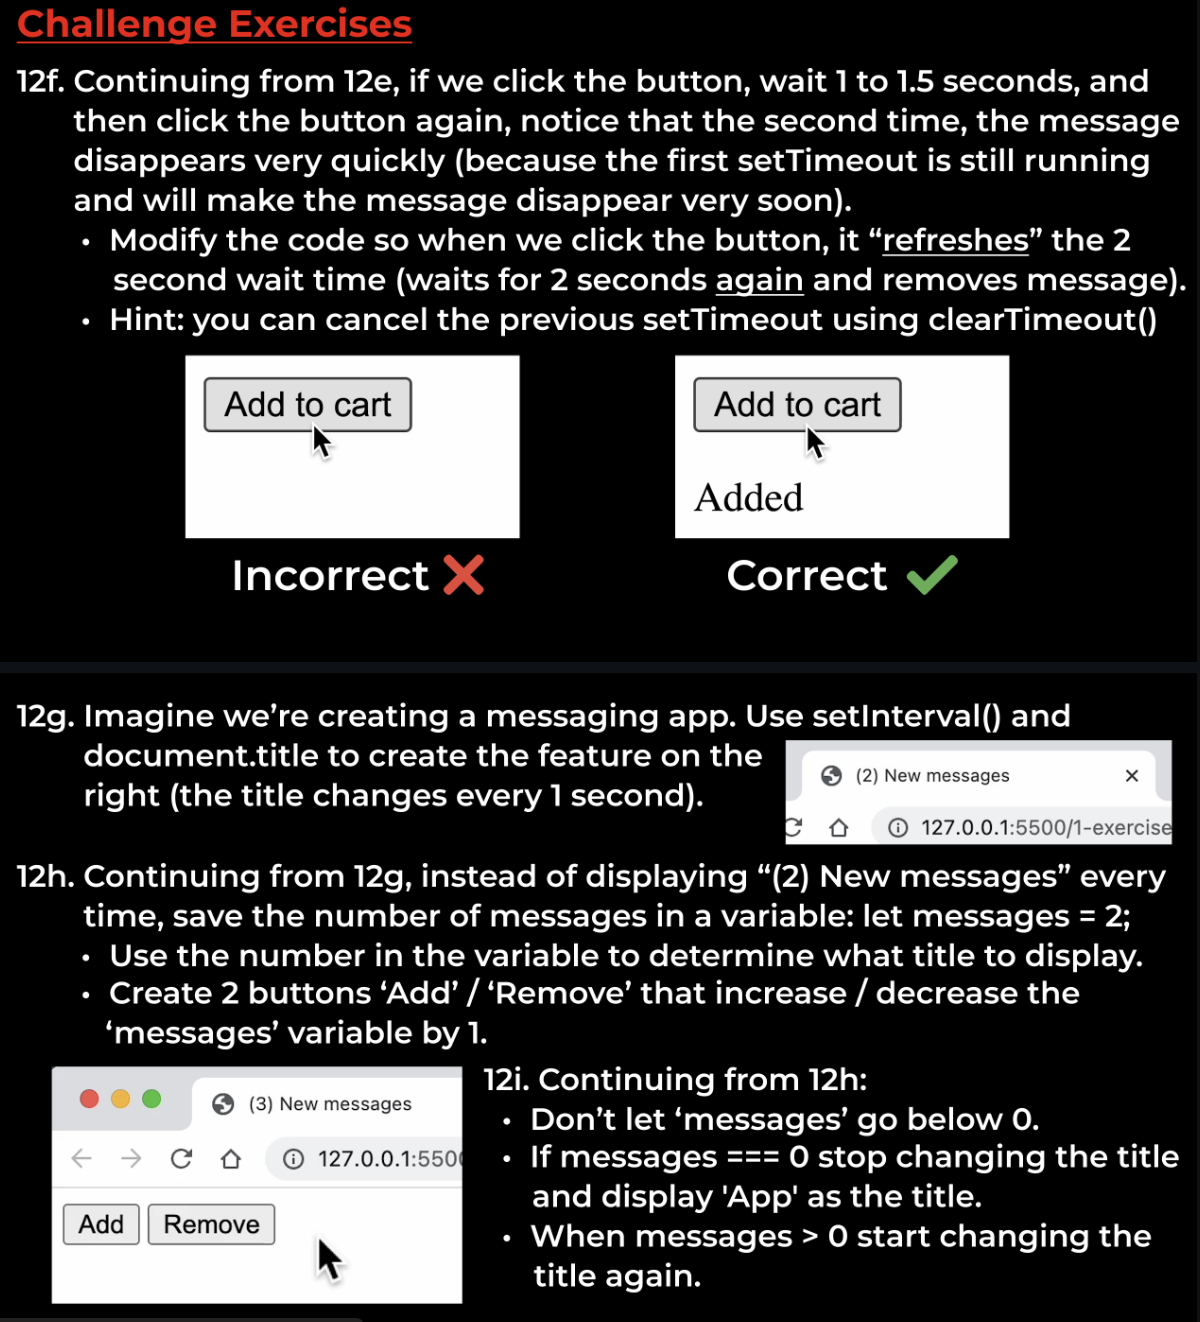 Challenge Exercises
12f. Continuing from 12e, if we click the button, wait 1 to 1.5 seconds, and
then click the button again, notice that the second time, the message
disappears very quickly (because the first setTimeout is still running
and will make the message disappear very soon).
• Modify the code so when we click the button, it “refreshes” the 2
second wait time (waits for 2 seconds again and removes message).
• Hint: you can cancel the previous setTimeout using clearTimeout()
Add to cart
Incorrect ❌
Add to cart
Added
Correct ✔
12g. Imagine we’re creating a messaging app. Use setInterval() and
document.title to create the feature on the
right (the title changes every 1 second).
(2) New messages
127.0.0.1:5500/1-exercise
12h. Continuing from 12g, instead of displaying “(2) New messages” every
time, save the number of messages in a variable: let messages = 2;
• Use the number in the variable to determine what title to display.
• Create 2 buttons ‘Add’ / ‘Remove’ that increase / decrease the
‘messages’ variable by 1.
(3) New messages
127.0.0.1:550
Add Remove
12i. Continuing from 12h:
• Don’t let ‘messages’ go below 0.
• If messages === 0 stop changing the title
and display 'App' as the title.
• When messages > 0 start changing the
title again.